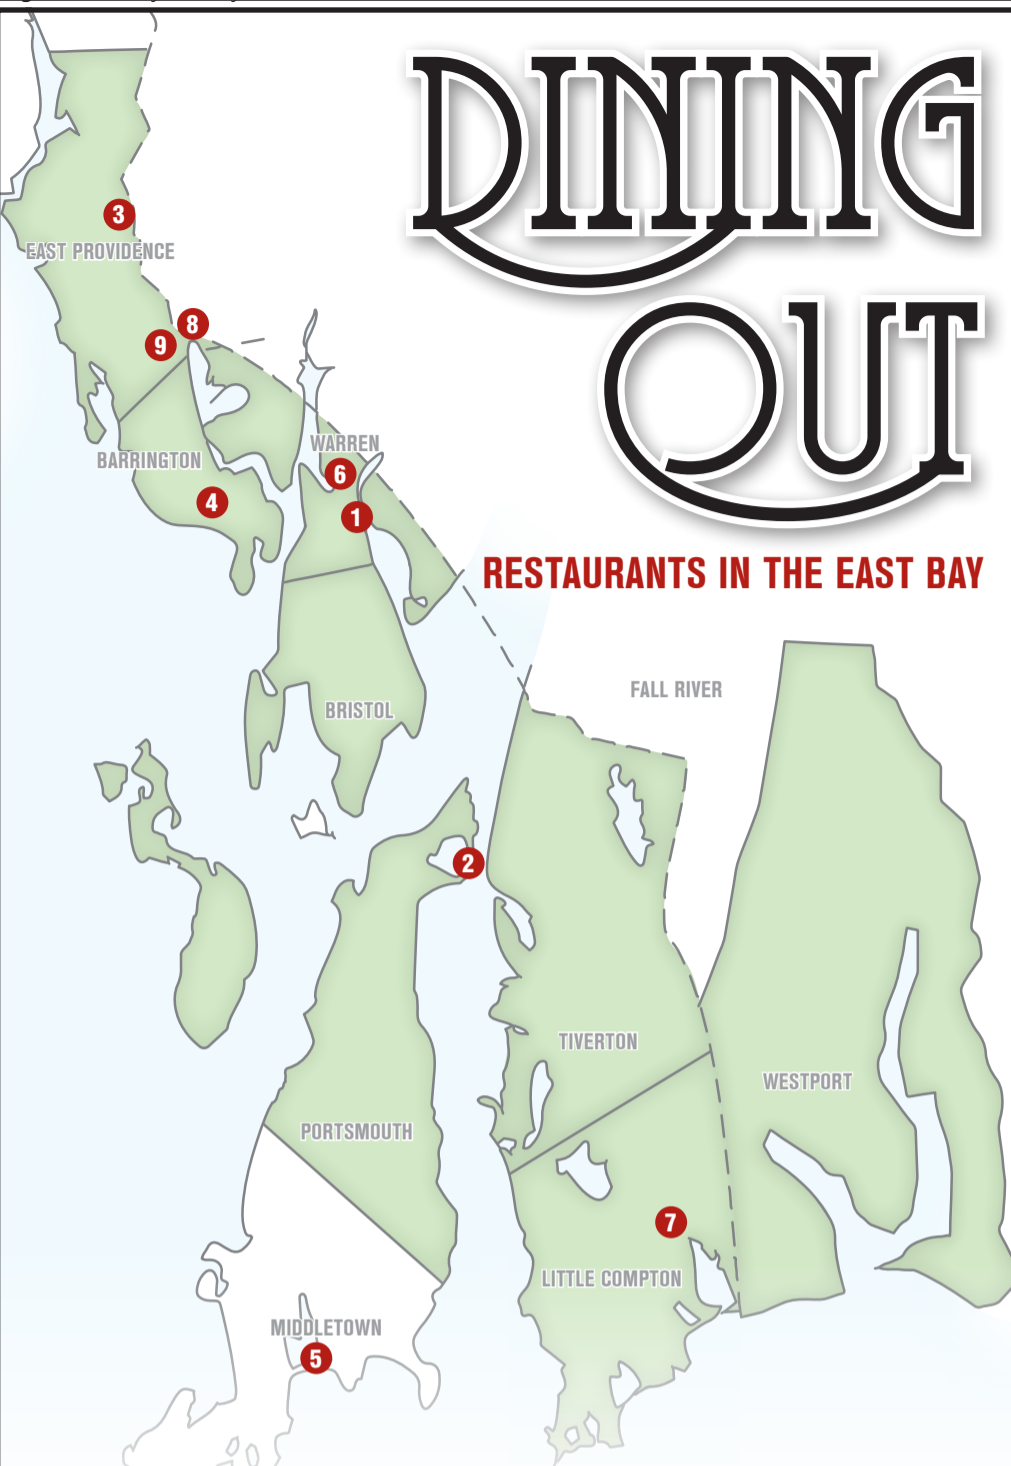 DINING
OUT
RESTAURANTS IN THE EAST BAY
3
EAST PROVIDENCE
8
9
WARREN
BARRINGTON
6
4
1
FALL RIVER
BRISTOL
2
TIVERTON
WESTPORT
PORTSMOUTH
7
LITTLE COMPTON
MIDDLETOWN
5